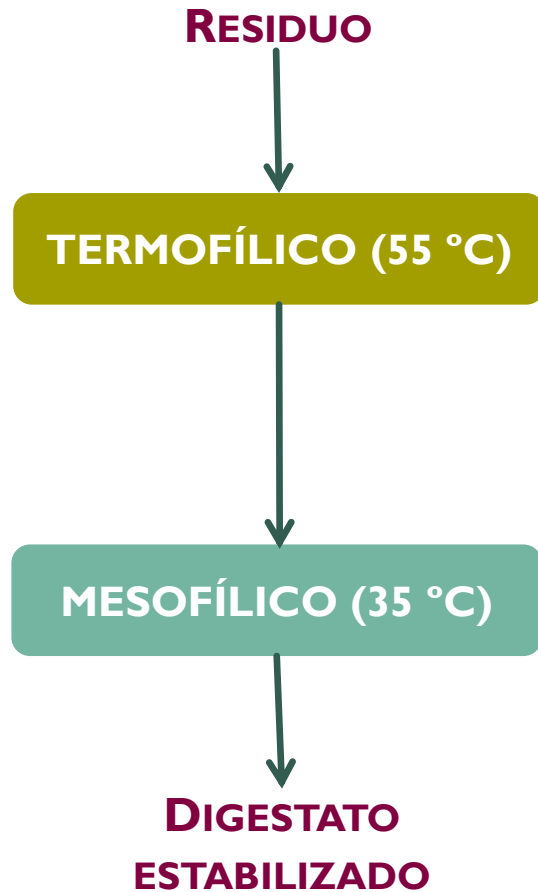 RESIDUO
TERMOFÍLICO (55 ºC)
MESOFÍLICO (35 ºC)
DIGESTATO
ESTABILIZADO